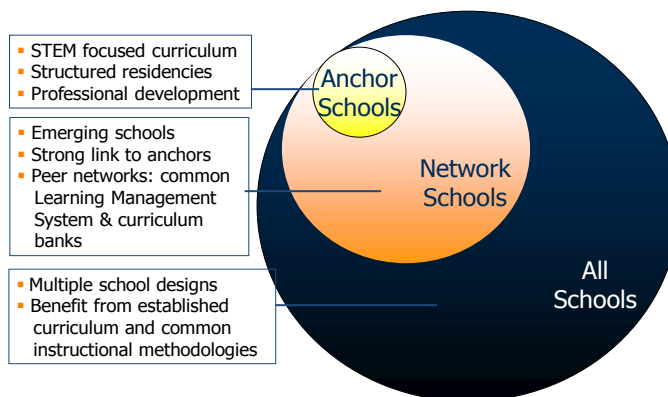 ▪ STEM focused curriculum
▪ Structured residencies
▪ Professional development
Anchor
Schools
▪ Emerging schools
▪ Strong link to anchors
▪ Peer networks: common
Learning Management
System & curriculum
banks
Network
Schools
▪ Multiple school designs
▪ Benefit from established
curriculum and common
instructional methodologies
All
Schools